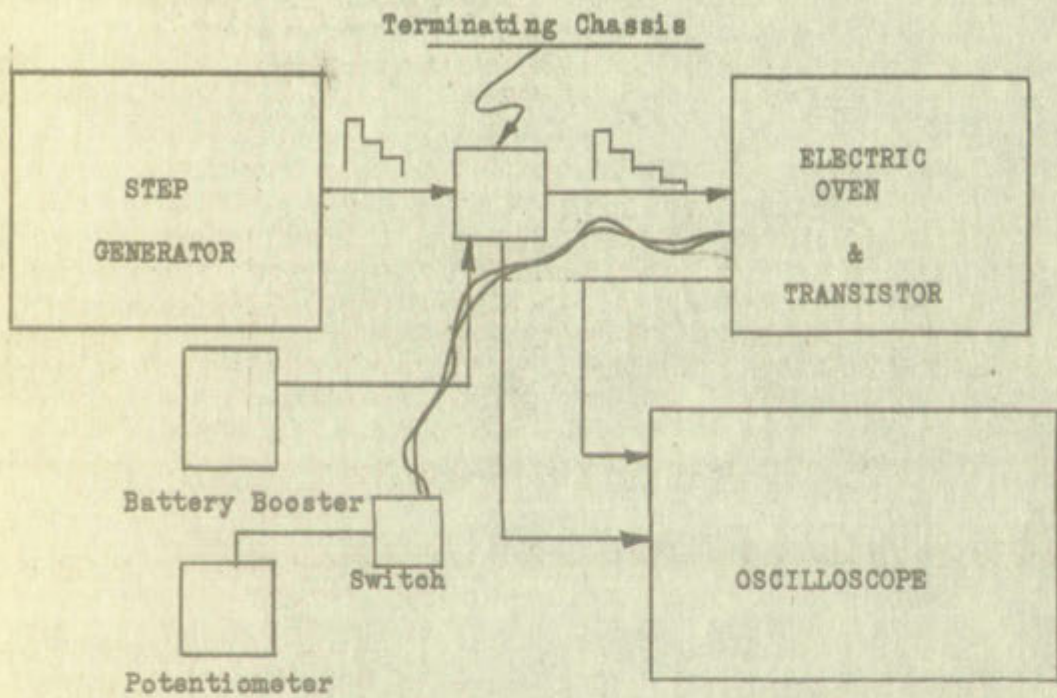 Terminating Chassis
STEP
GENERATOR
ELECTRIC
OVEN
&
TRANSISTOR
Battery Booster
Switch
OSCILLOSCOPE
Potentiometer